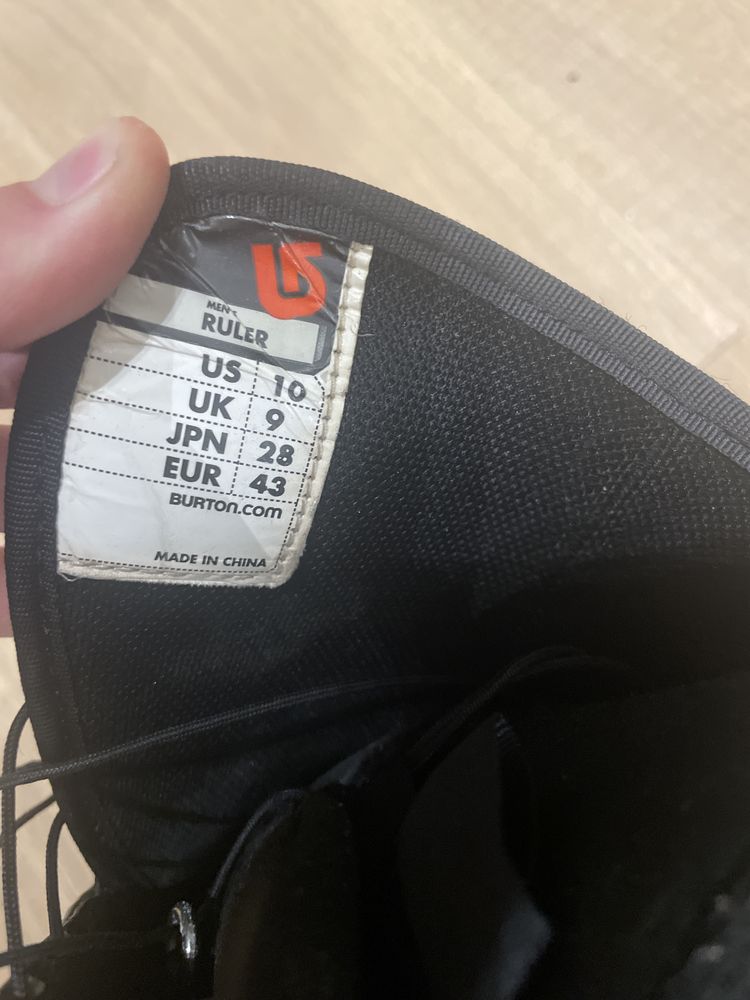 MEN'S
RULER
US 10
UK 9
JPN 28
EUR 43
BURTON.COM
MADE IN CHINA